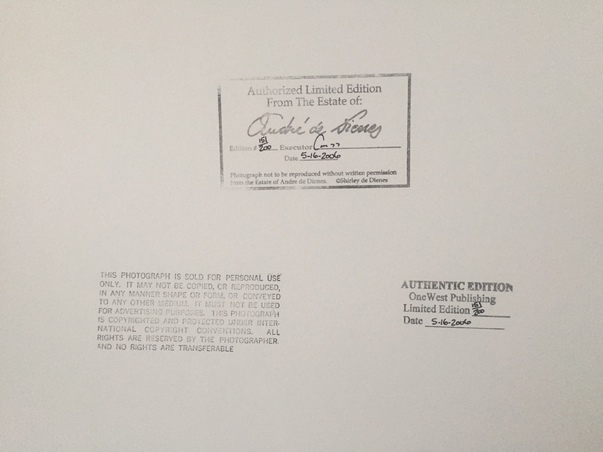 Authorized Limited Edition
From The Estate of:
André de Dienes
Edition # 151/200 Executor
Date 5-16-2006
Photograph not to be reproduced without written permission
from the Estate of Andre de Dienes. ©Shirley de Dienes
THIS PHOTOGRAPH IS SOLD FOR PERSONAL USE
ONLY. IT MAY NOT BE COPIED, OR REPRODUCED,
IN ANY MANNER SHAPE OR FORM, OR CONVEYED
TO ANY OTHER MEDIUM. IT MUST NOT BE USED
FOR ADVERTISING PURPOSES. THIS PHOTOGRAPH
IS COPYRIGHTED AND PROTECTED UNDER INTER-
NATIONAL COPYRIGHT CONVENTIONS. ALL
RIGHTS ARE RESERVED BY THE PHOTOGRAPHER
AND NO RIGHTS ARE TRANSFERABLE
AUTHENTIC EDITION
OneWest Publishing
Limited Edition 151/200
Date 5-16-2006